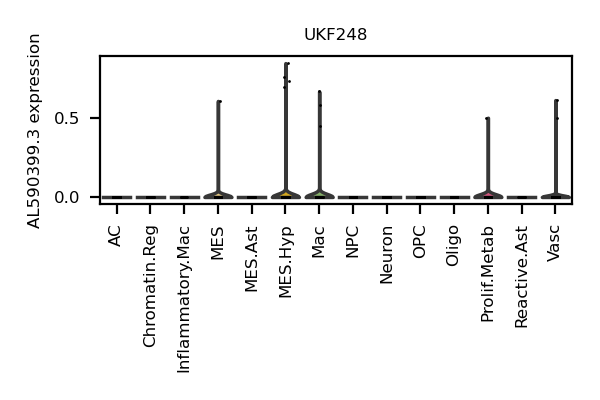 UKF248
AL590399.3 expression
0.5
0.0
AC
Chromatin.Reg
Inflammatory.Mac
MES
MES.Ast
MES.Hyp
Mac
NPC
Neuron
OPC
Oligo
Prolif.Metab
Reactive.Ast
Vasc